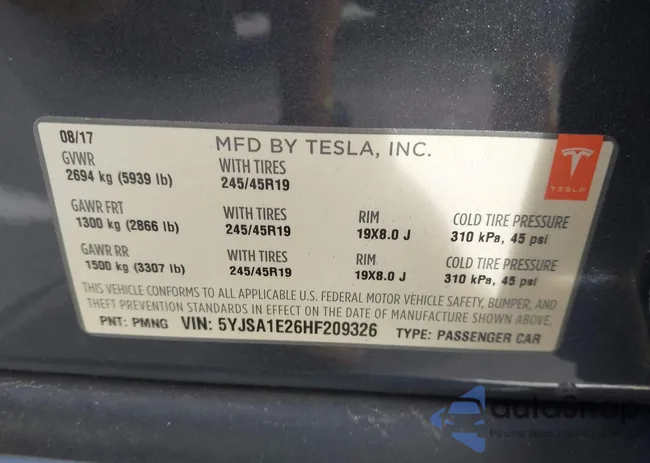 08/17 MFD BY TESLA, INC.
GVWR WITH TIRES
2694 kg (5939 lb) 245/45R19
TESLA
GAWR FRT WITH TIRES RIM COLD TIRE PRESSURE
1300 kg (2866 lb) 245/45R19 19X8.0 J 310 kPa, 45 psi
GAWR RR WITH TIRES RIM COLD TIRE PRESSURE
1500 kg (3307 lb) 245/45R19 19X8.0 J 310 kPa, 45 psi
THIS VEHICLE CONFORMS TO ALL APPLICABLE U.S. FEDERAL MOTOR VEHICLE SAFETY, BUMPER, AND
THEFT PREVENTION STANDARDS IN EFFECT ON THE DATE OF MANUFACTURE SHOWN ABOVE.
PNT: PMNG VIN: 5YJSA1E26HF209326 TYPE: PASSENGER CAR
autoSnap